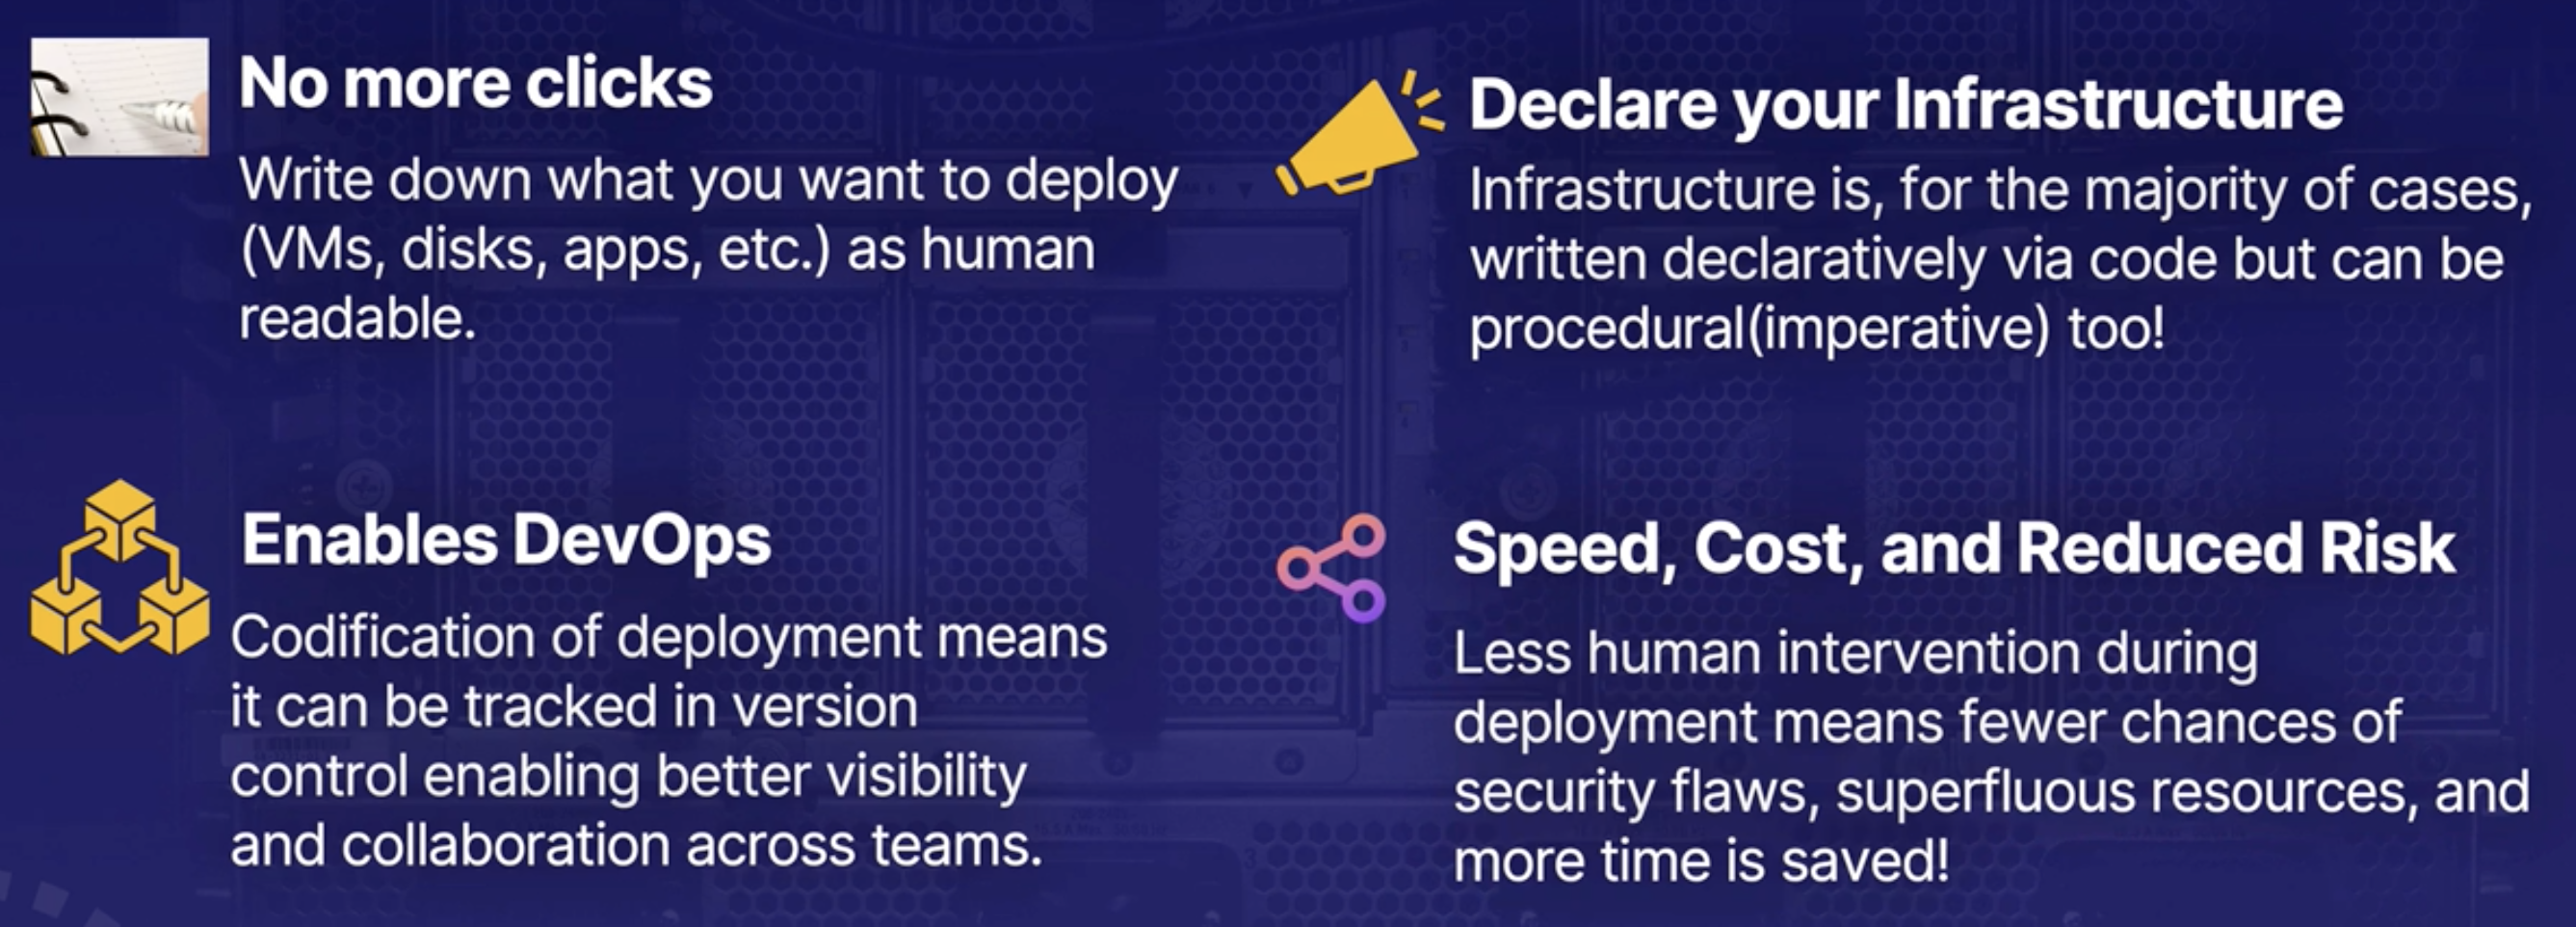 No more clicks
Write down what you want to deploy
(VMs, disks, apps, etc.) as human
readable.
Declare your Infrastructure
Infrastructure is, for the majority of cases,
written declaratively via code but can be
procedural(imperative) too!
Enables DevOps
Codification of deployment means
it can be tracked in version
control enabling better visibility
and collaboration across teams.
Speed, Cost, and Reduced Risk
Less human intervention during
deployment means fewer chances of
security flaws, superfluous resources, and
more time is saved!